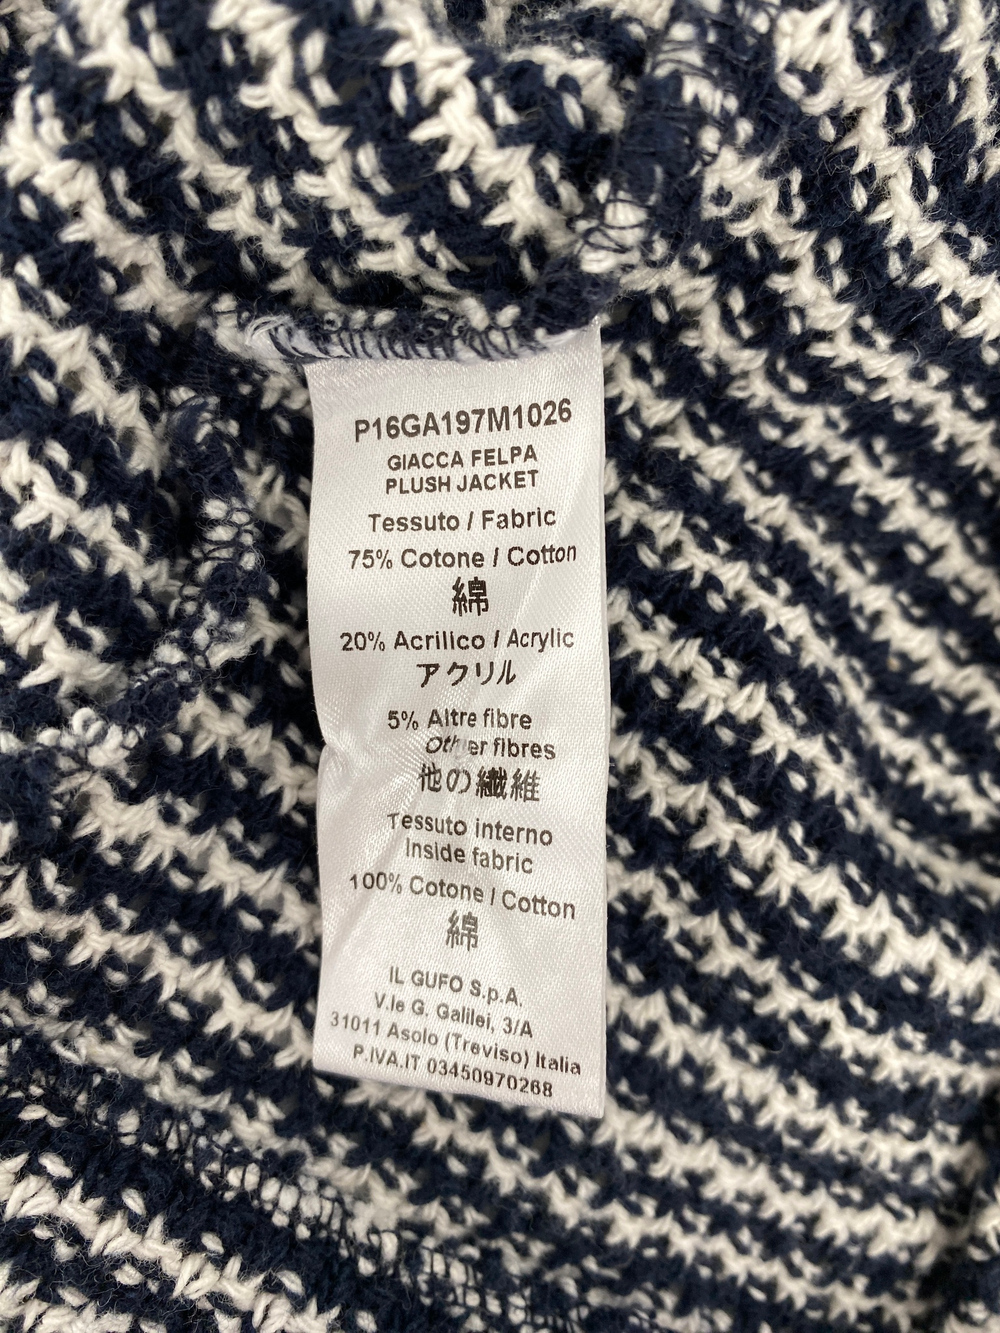 P16GA197M1026
GIACCA FELPA
PLUSH JACKET
Tessuto / Fabric
75% Cotone / Cotton
綿
20% Acrilico / Acrylic
アクリル
5% Altre fibre
Other fibres
他の繊維
Tessuto interno
Inside fabric
100% Cotone / Cotton
綿
IL GUFO S.p.A.
V.le G. Galilei, 3/A
31011 Asolo (Treviso) Italia
P.IVA.IT 03450970268